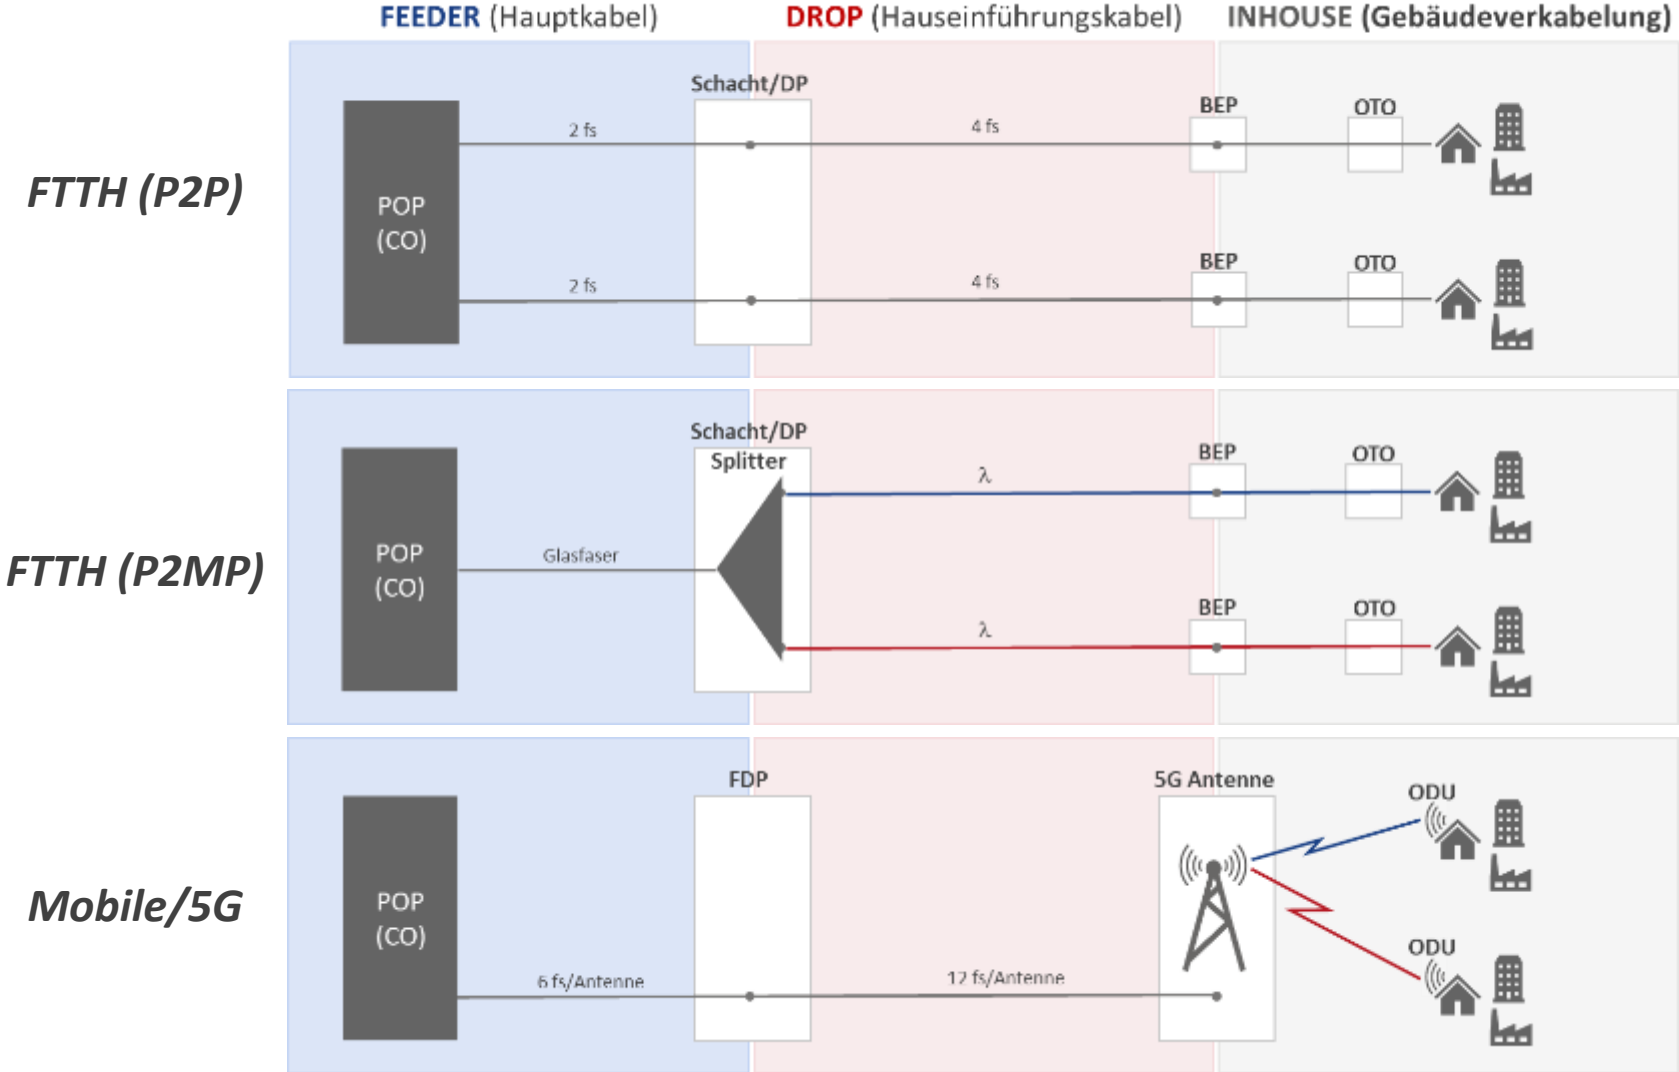 FEEDER (Hauptkabel)
DROP (Hauseinführungskabel)
INHOUSE (Gebäudeverkabelung)
FTTH (P2P)
POP
(CO)
2 fs
2 fs
Schacht/DP
4 fs
4 fs
BEP
OTO
BEP
OTO
FTTH (P2MP)
POP
(CO)
Glasfaser
Schacht/DP
Splitter
λ
λ
BEP
OTO
BEP
OTO
Mobile/5G
POP
(CO)
6 fs/Antenne
FDP
12 fs/Antenne
5G Antenne
ODU
ODU